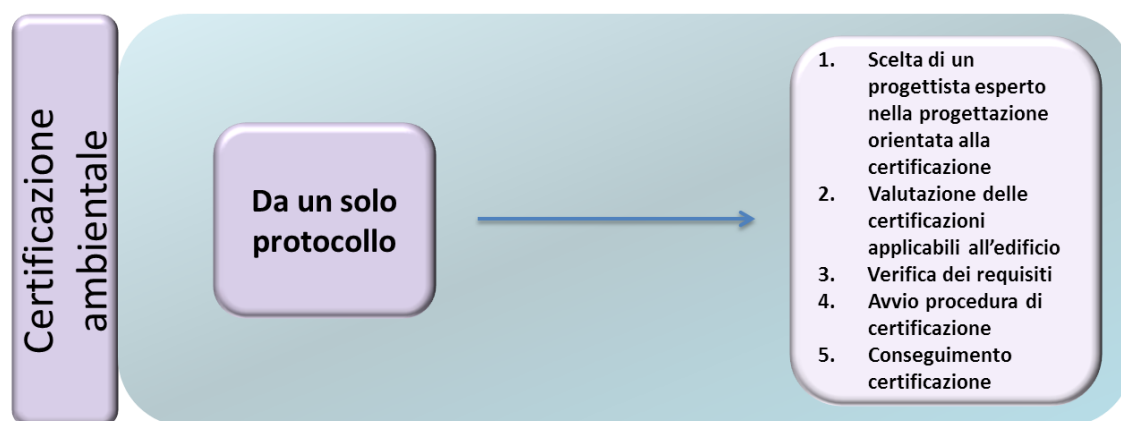 Certificazione
ambientale
Da un solo
protocollo
1. Scelta di un
progettista esperto
nella progettazione
orientata alla
certificazione
2. Valutazione delle
certificazioni
applicabili all'edificio
3. Verifica dei requisiti
4. Avvio procedura di
certificazione
5. Conseguimento
certificazione